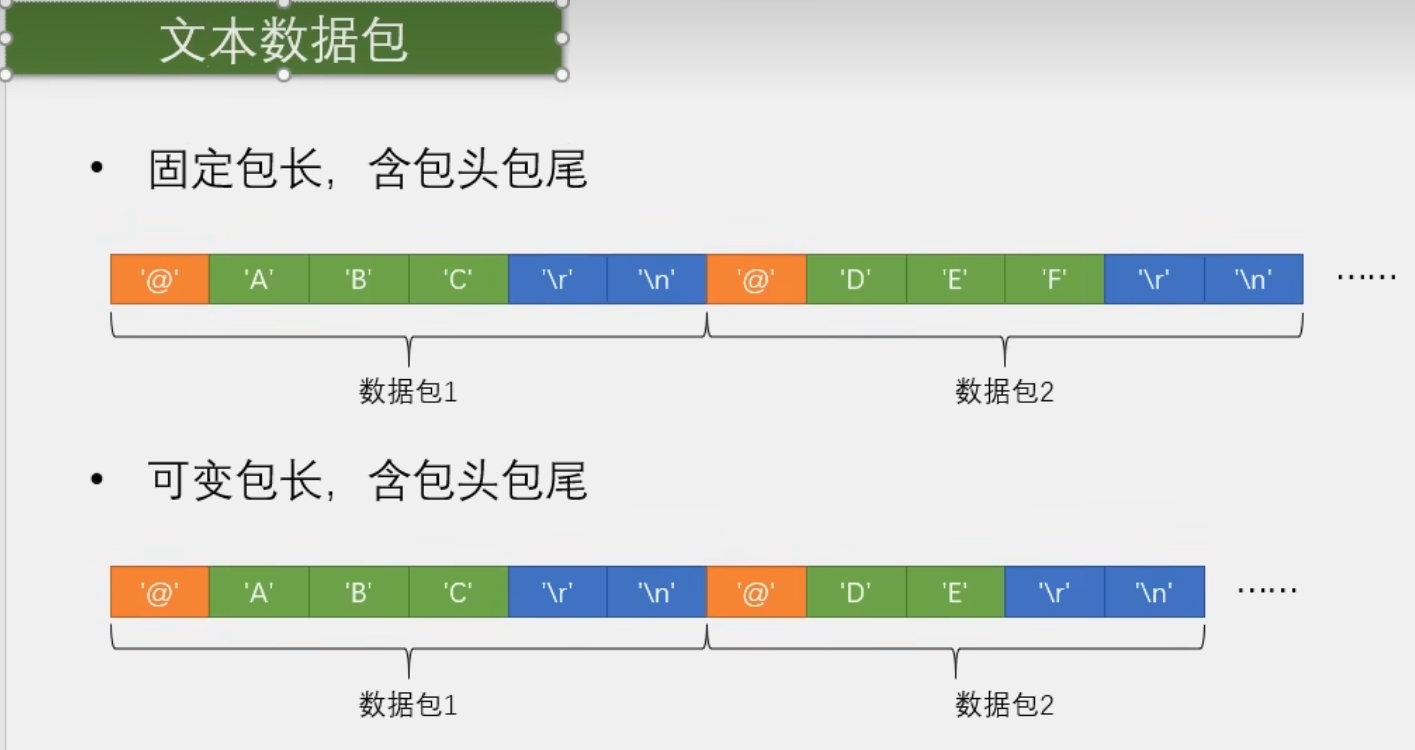 文本数据包
• 固定包长，含包头包尾
'@' 'A' 'B' 'C' '\r' '\n' '@' 'D' 'E' 'F' '\r' '\n' ……
数据包1 数据包2
• 可变包长，含包头包尾
'@' 'A' 'B' 'C' '\r' '\n' '@' 'D' 'E' '\r' '\n' ……
数据包1 数据包2